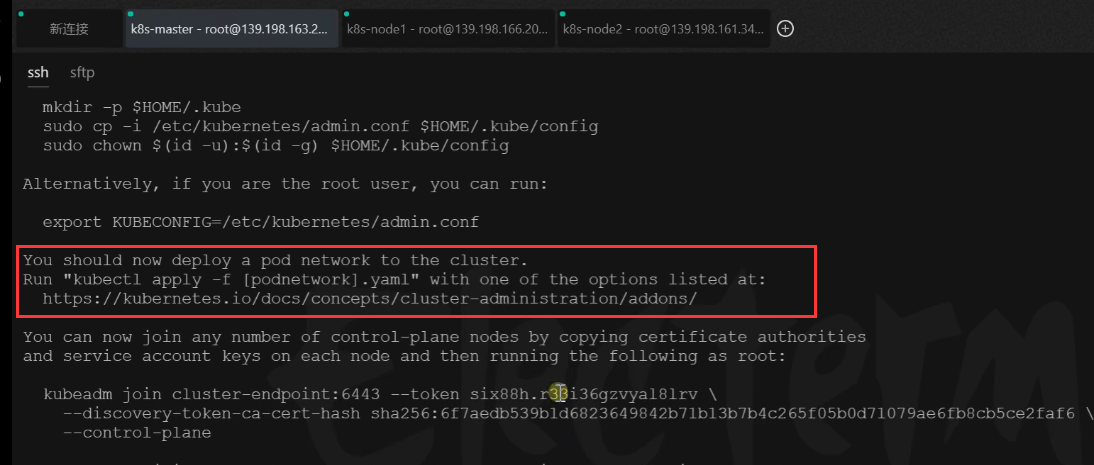 新连接
k8s-master - root@139.198.163.2...
k8s-node1 - root@139.198.166.20...
k8s-node2 - root@139.198.161.34...
ssh sftp
mkdir -p $HOME/.kube
sudo cp -i /etc/kubernetes/admin.conf $HOME/.kube/config
sudo chown $(id -u):$(id -g) $HOME/.kube/config
Alternatively, if you are the root user, you can run:
export KUBECONFIG=/etc/kubernetes/admin.conf
You should now deploy a pod network to the cluster.
Run "kubectl apply -f [podnetwork].yaml" with one of the options listed at:
https://kubernetes.io/docs/concepts/cluster-administration/addons/
You can now join any number of control-plane nodes by copying certificate authorities
and service account keys on each node and then running the following as root:
kubeadm join cluster-endpoint:6443 --token six88h.r33i36gzvyal8lrv \
--discovery-token-ca-cert-hash sha256:6f7aedb539b1d6823649842b71b13b7b4c265f05b0d71079ae6fb8cb5ce2faf6 \
--control-plane
ElecTerm